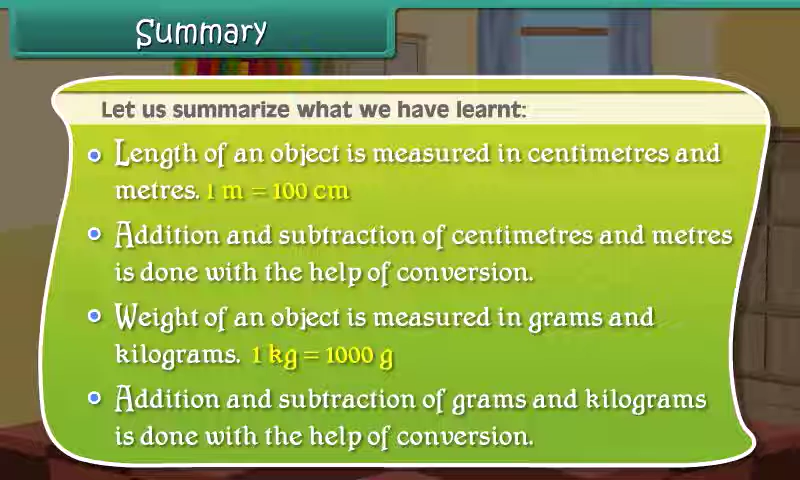 Summary
Let us summarize what we have learnt:
Length of an object is measured in centimetres and
metres. 1 m = 100 cm
Addition and subtraction of centimetres and metres
is done with the help of conversion.
Weight of an object is measured in grams and
kilograms. 1 kg = 1000 g
Addition and subtraction of grams and kilograms
is done with the help of conversion.